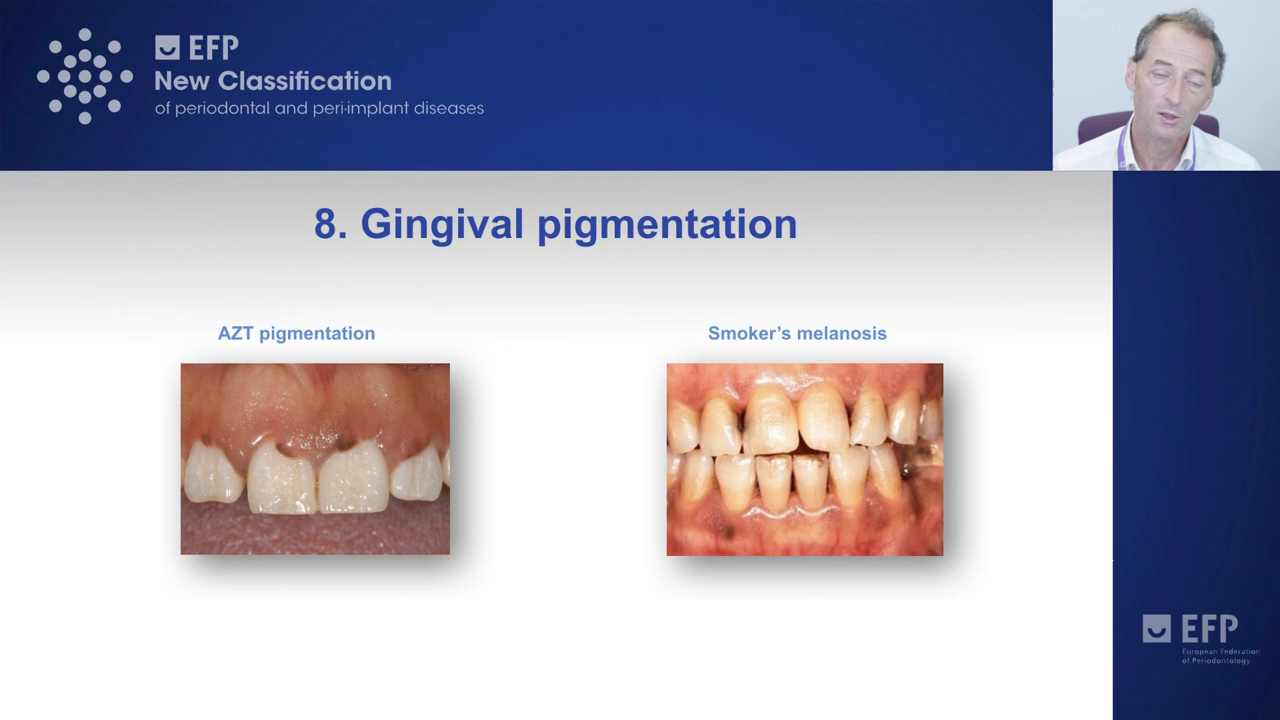 EFP
New Classification
of periodontal and peri-implant diseases
8. Gingival pigmentation
AZT pigmentation
Smoker’s melanosis
EFP
European Federation
of Periodontology